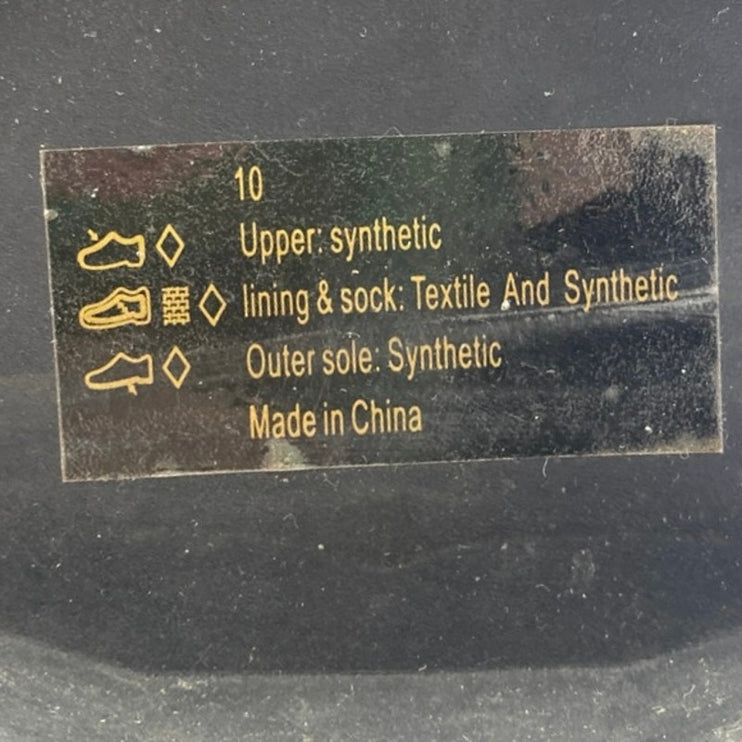 10
Upper: synthetic
lining & sock: Textile And Synthetic
Outer sole: Synthetic
Made in China